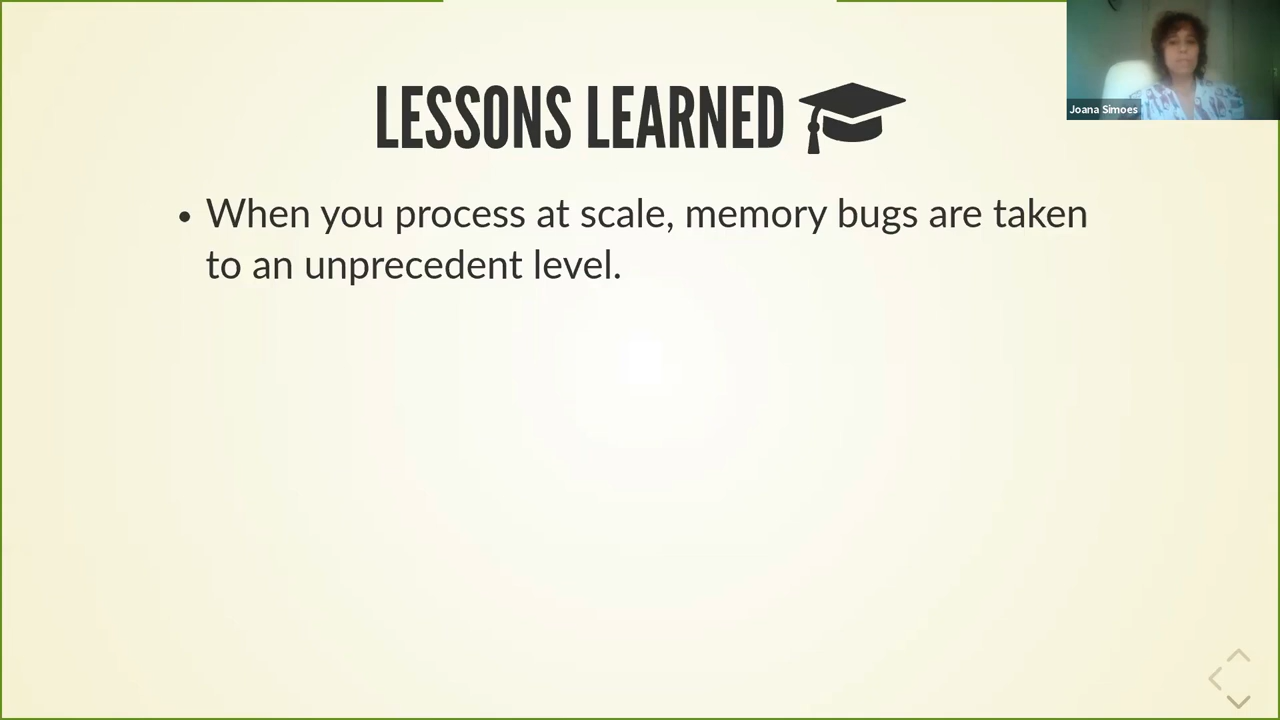 LESSONS LEARNED
Joana Simoes
• When you process at scale, memory bugs are taken
to an unprecedent level.